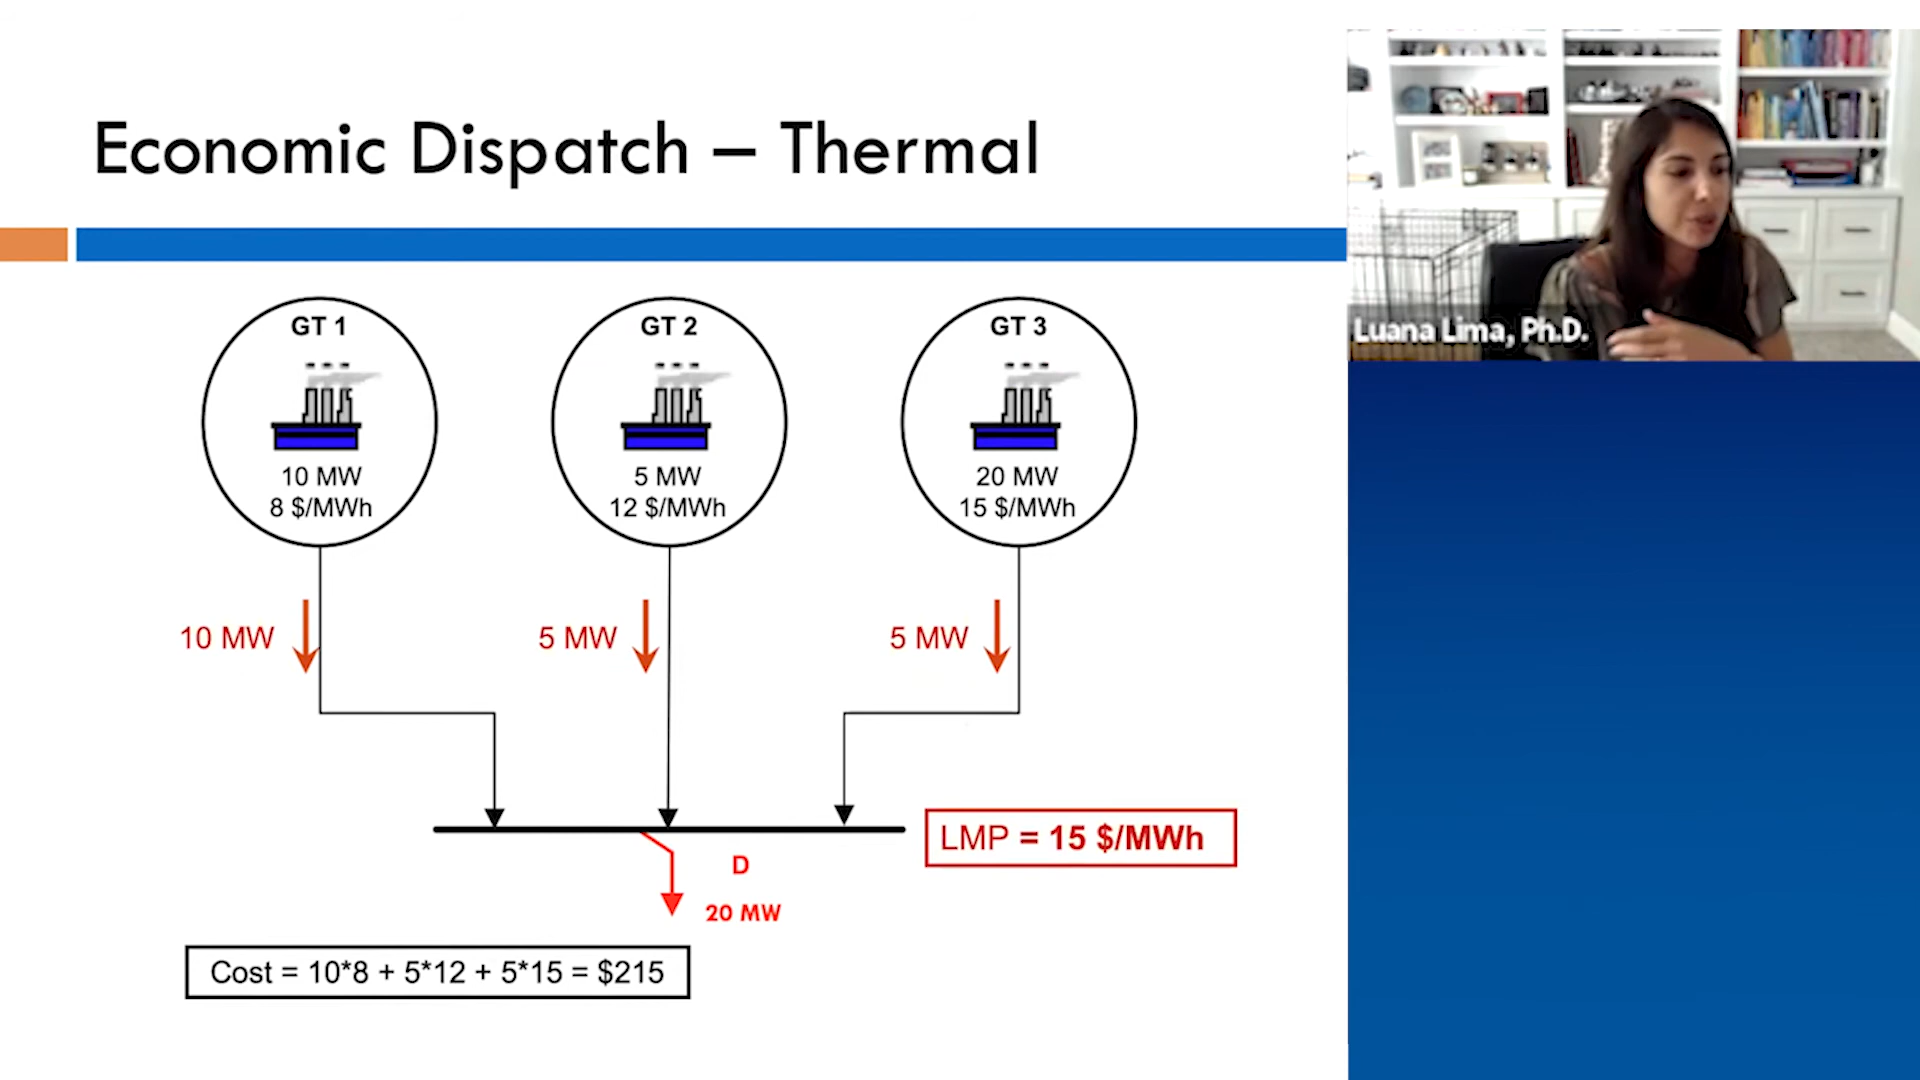 Economic Dispatch – Thermal
Luana Lima, Ph.D.
GT 1
10 MW
8 $/MWh
GT 2
5 MW
12 $/MWh
GT 3
20 MW
15 $/MWh
10 MW
5 MW
5 MW
LMP = 15 $/MWh
D
20 MW
Cost = 10*8 + 5*12 + 5*15 = $215